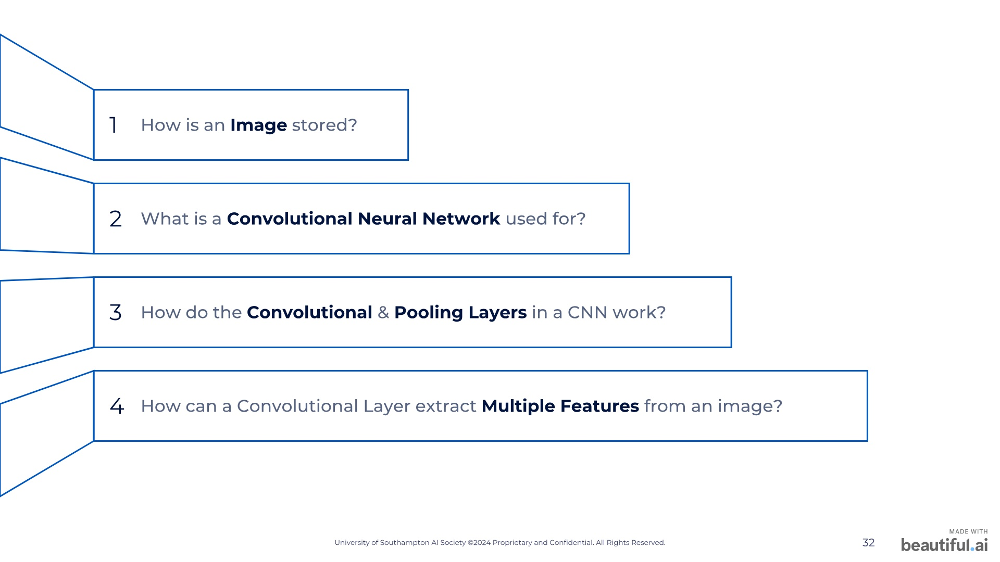 1 How is an Image stored?
2 What is a Convolutional Neural Network used for?
3 How do the Convolutional & Pooling Layers in a CNN work?
4 How can a Convolutional Layer extract Multiple Features from an image?
University of Southampton AI Society ©2024 Proprietary and Confidential. All Rights Reserved.
32
MADE WITH
beautiful.ai